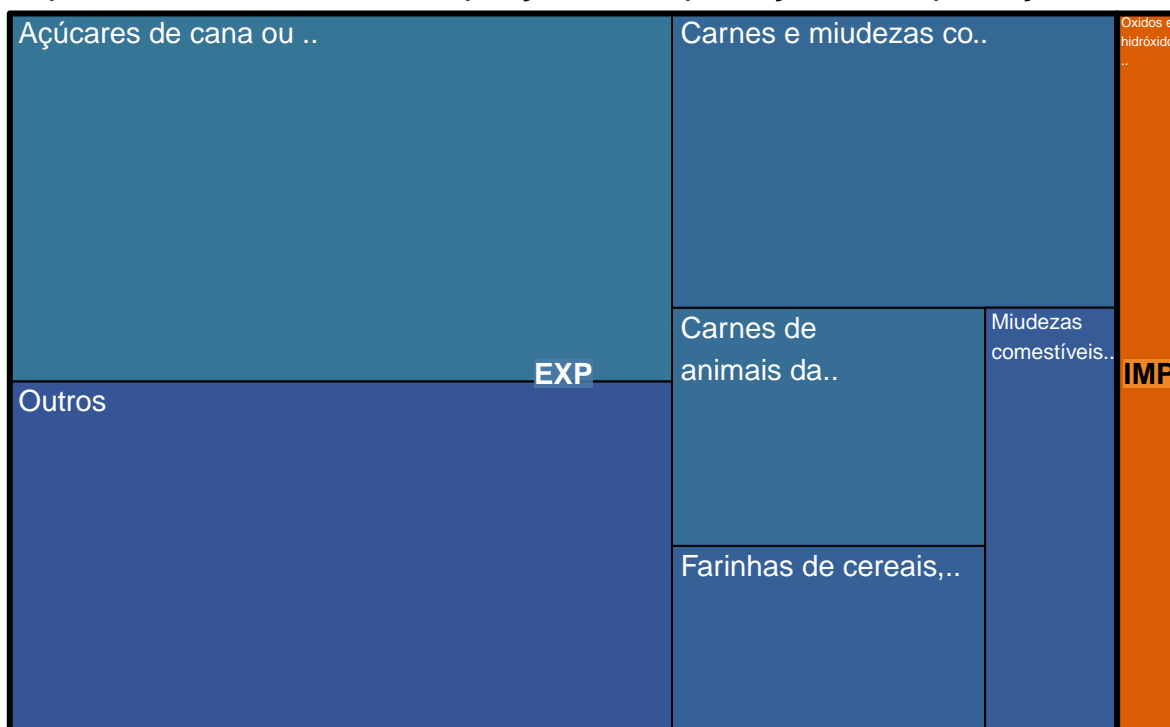 Açúcares de cana ou ..
Carnes e miudezas co..
Carnes de
animais da..
Miudezas
comestíveis..
Farinhas de cereais,..
Outros
EXP
Oxidos e
hidróxido
..
IMP